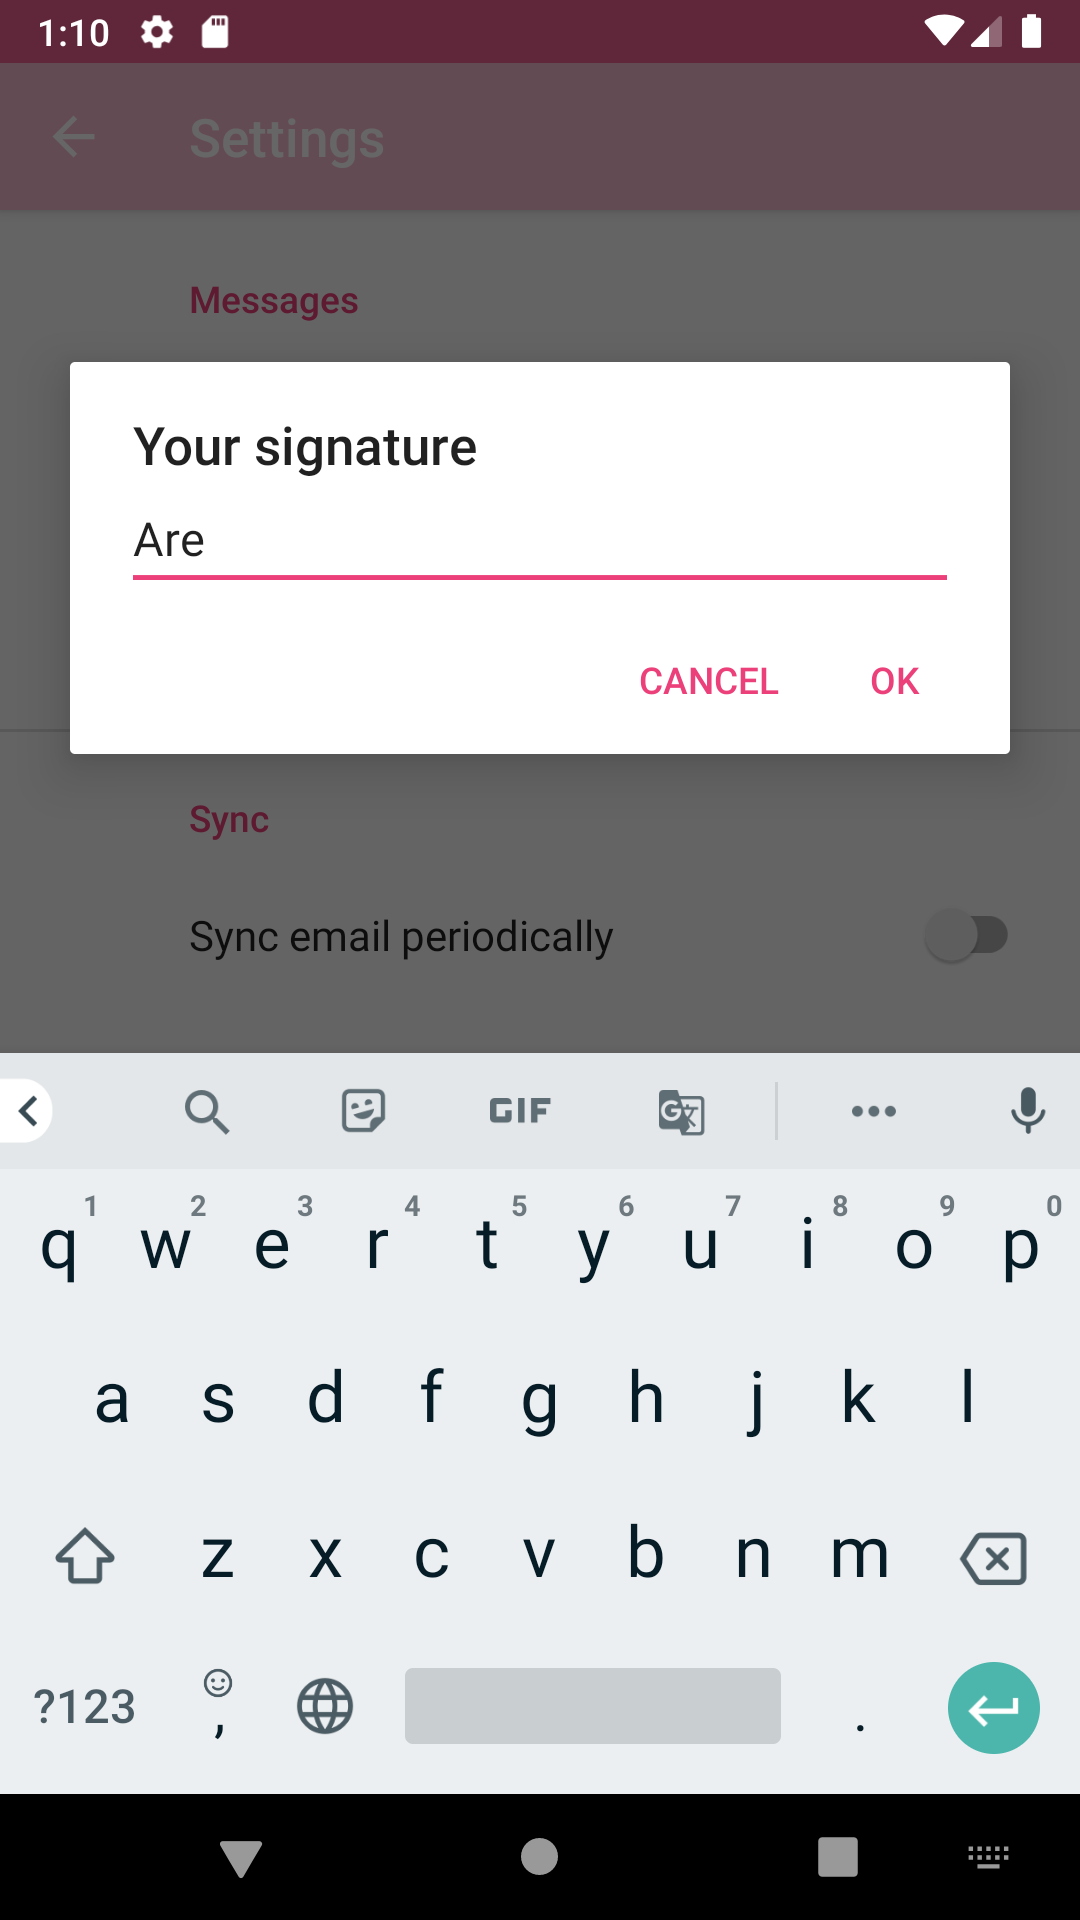 1:10
Settings
Messages
Your signature
Are
CANCEL OK
Sync
Sync email periodically
GIF
1 2 3 4 5 6 7 8 9 0
q w e r t y u i o p
a s d f g h j k l
z x c v b n m
?123 , .